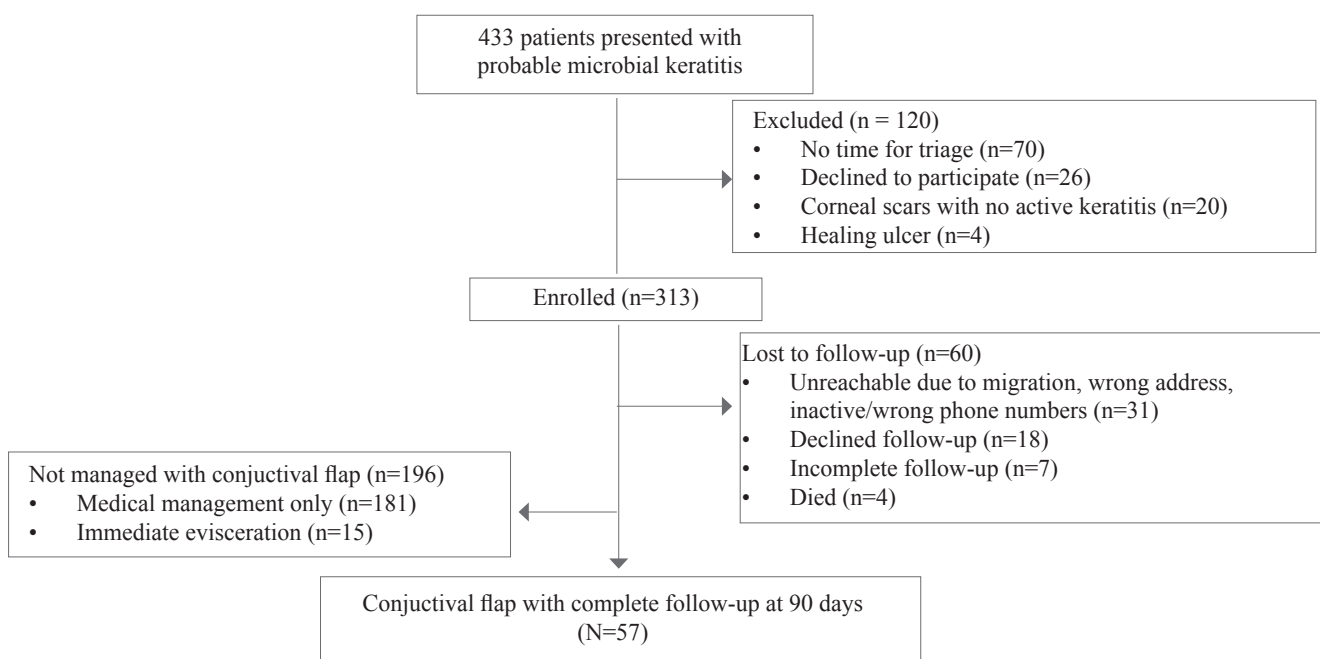 433 patients presented with
probable microbial keratitis
Excluded (n = 120)
• No time for triage (n=70)
• Declined to participate (n=26)
• Corneal scars with no active keratitis (n=20)
• Healing ulcer (n=4)
Enrolled (n=313)
Lost to follow-up (n=60)
• Unreachable due to migration, wrong address,
inactive/wrong phone numbers (n=31)
• Declined follow-up (n=18)
• Incomplete follow-up (n=7)
• Died (n=4)
Not managed with conjuctival flap (n=196)
• Medical management only (n=181)
• Immediate evisceration (n=15)
Conjuctival flap with complete follow-up at 90 days
(N=57)